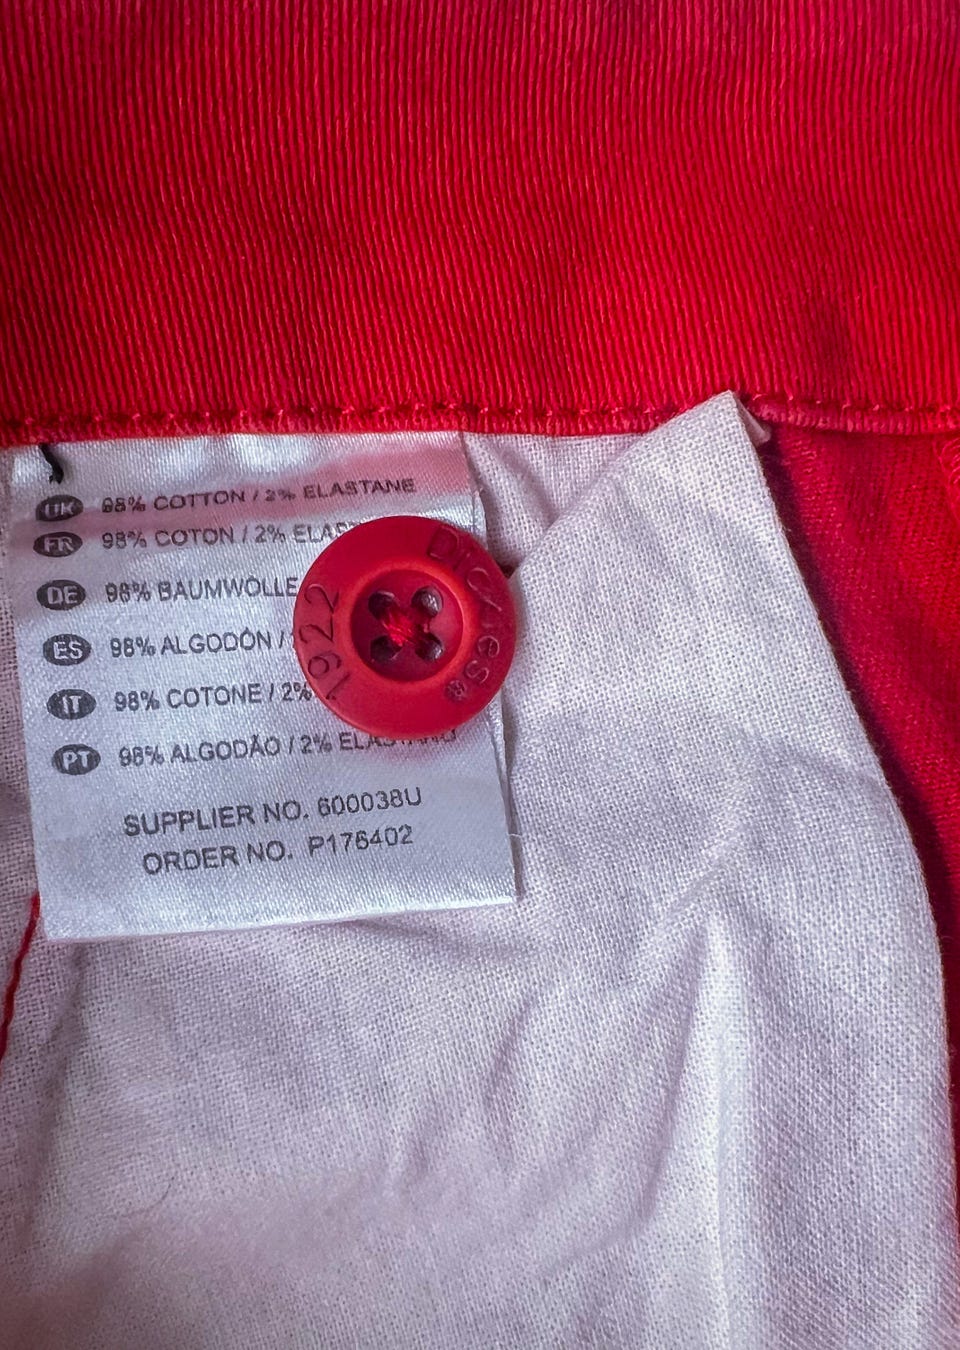 UK 98% COTTON / 2% ELASTANE
FR 98% COTON / 2%
DE 98% BAUMWOLLE
ES 98% ALGODÓN /
IT 98% COTONE / 2%
PT 98% ALGODÃO / 2%
SUPPLIER NO. 600038U
ORDER NO. P176402
Dickies®
1922